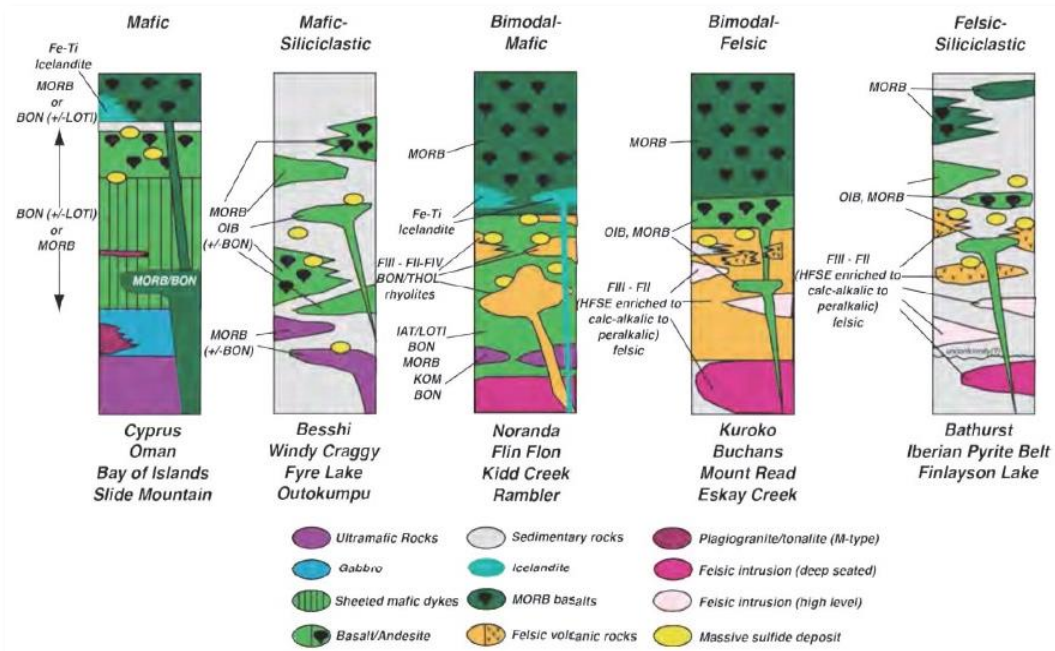 Mafic
Mafic-
Siliciclastic
Bimodal-
Mafic
Bimodal-
Felsic
Felsic-
Siliciclastic
Fe-Ti
Icelandite
MORB
or
BON (+/-LOTI)
BON (+/-LOTI)
or
MORB
MORB/BON
MORB
OIB
(+/-BON)
MORB
(+/-BON)
MORB
Fe-Ti
Icelandite
FIII - FII-FIV
BON/THOL
rhyolites
IAT/LOTI
BON
MORB
KOM
BON
MORB
OIB, MORB
FIII - FII
(HFSE enriched to
calc-alkalic to
peralkalic)
felsic
MORB
OIB, MORB
FIII - FII
(HFSE enriched to
calc-alkalic to
peralkalic)
felsic
Cyprus
Oman
Bay of Islands
Slide Mountain
Besshi
Windy Craggy
Fyre Lake
Outokumpu
Noranda
Flin Flon
Kidd Creek
Rambler
Kuroko
Buchans
Mount Read
Eskay Creek
Bathurst
Iberian Pyrite Belt
Finlayson Lake
Ultramafic Rocks
Gabbro
Sheeted mafic dykes
Basalt/Andesite
Sedimentary rocks
Icelandite
MORB basalts
Felsic volcanic rocks
Plagiogranite/tonalite (M-type)
Felsic intrusion (deep seated)
Felsic intrusion (high level)
Massive sulfide deposit